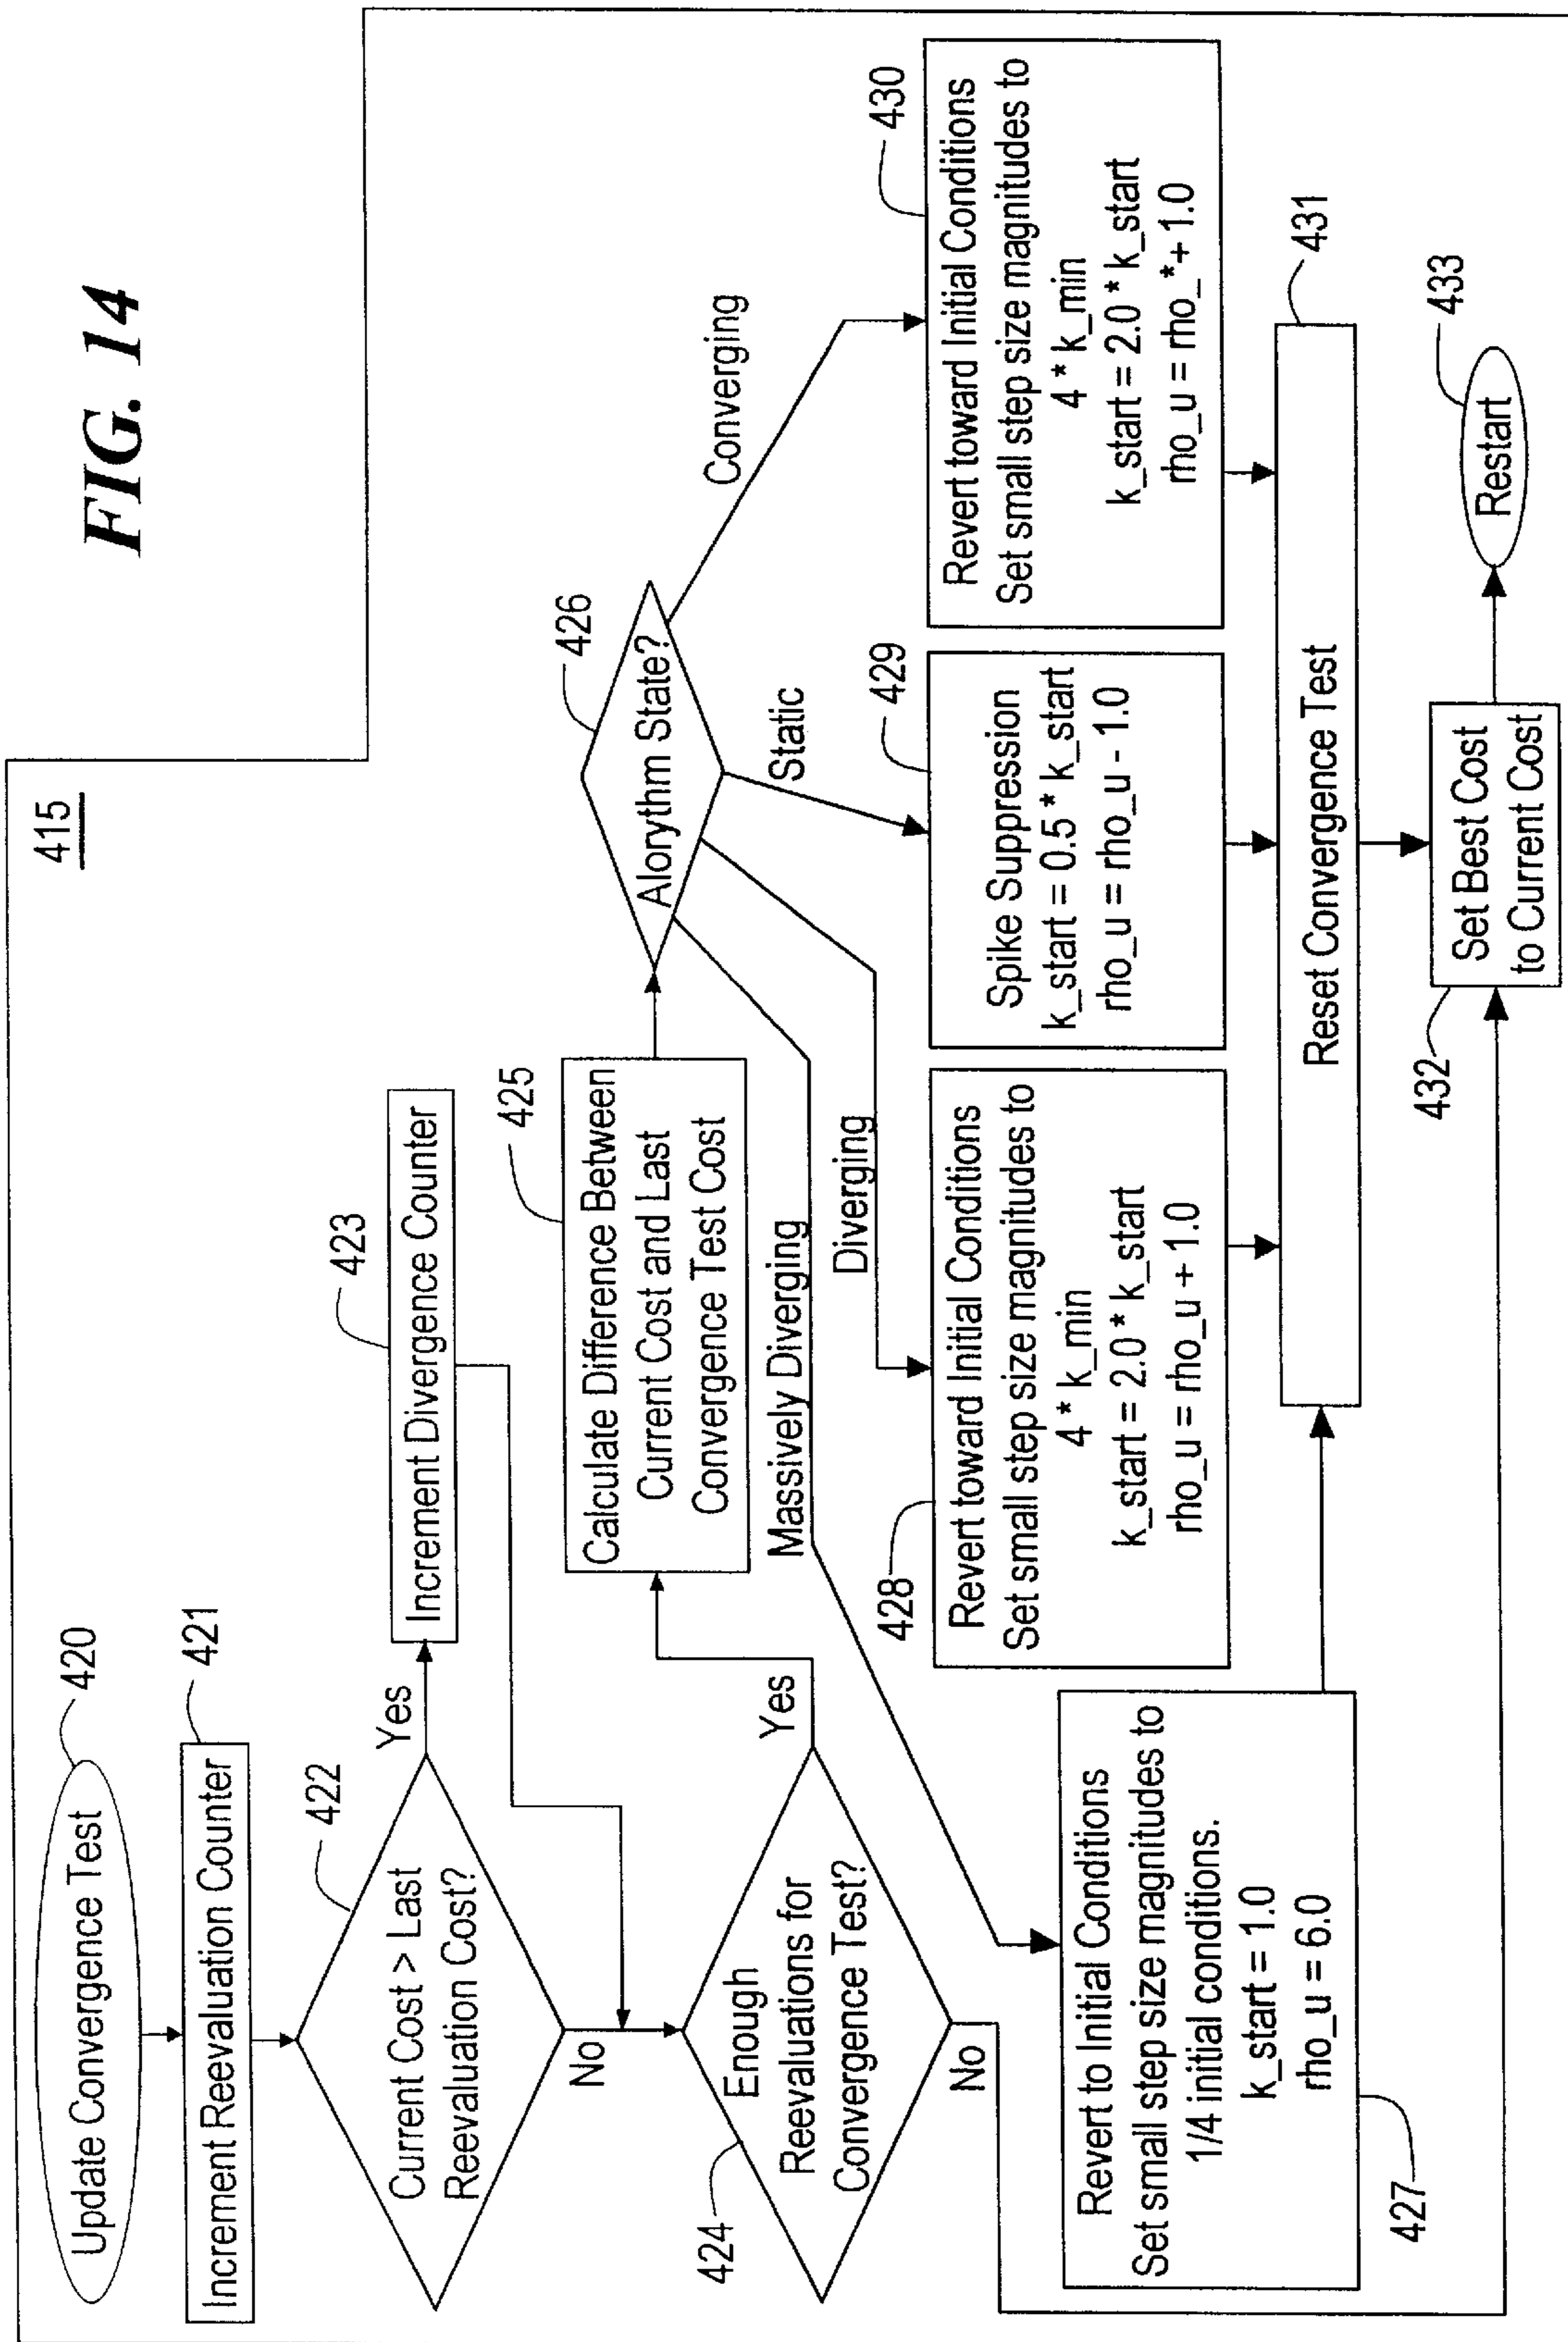 FIG. 14
415
Update Convergence Test
420
Increment Reevaluation Counter
421
Current Cost > Last
Reevaluation Cost?
422
Yes
No
Increment Divergence Counter
423
Enough
Reevaluations for
Convergence Test?
424
Yes
No
Calculate Difference Between
Current Cost and Last
Convergence Test Cost
425
Alorythm State?
426
Massively Diverging
Diverging
Static
Converging
Revert to Initial Conditions
Set small step size magnitudes to
1/4 initial conditions.
k_start = 1.0
rho_u = 6.0
427
Revert toward Initial Conditions
Set small step size magnitudes to
4 * k_min
k_start = 2.0 * k_start
rho_u = rho_u + 1.0
428
Spike Suppression
k_start = 0.5 * k_start
rho_u = rho_u - 1.0
429
Revert toward Initial Conditions
Set small step size magnitudes to
4 * k_min
k_start = 2.0 * k_start
rho_u = rho_*+ 1.0
430
Reset Convergence Test
431
Set Best Cost
to Current Cost
432
Restart
433